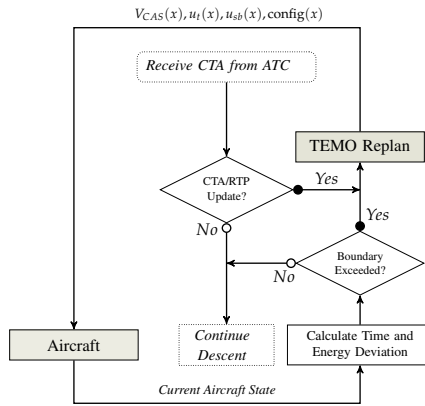 V_CAS(x), u_t(x), u_sb(x), config(x)
Receive CTA from ATC
TEMO Replan
CTA/RTP
Update?
Yes
Yes
No
Boundary
Exceeded?
No
Continue
Descent
Calculate Time and
Energy Deviation
Aircraft
Current Aircraft State